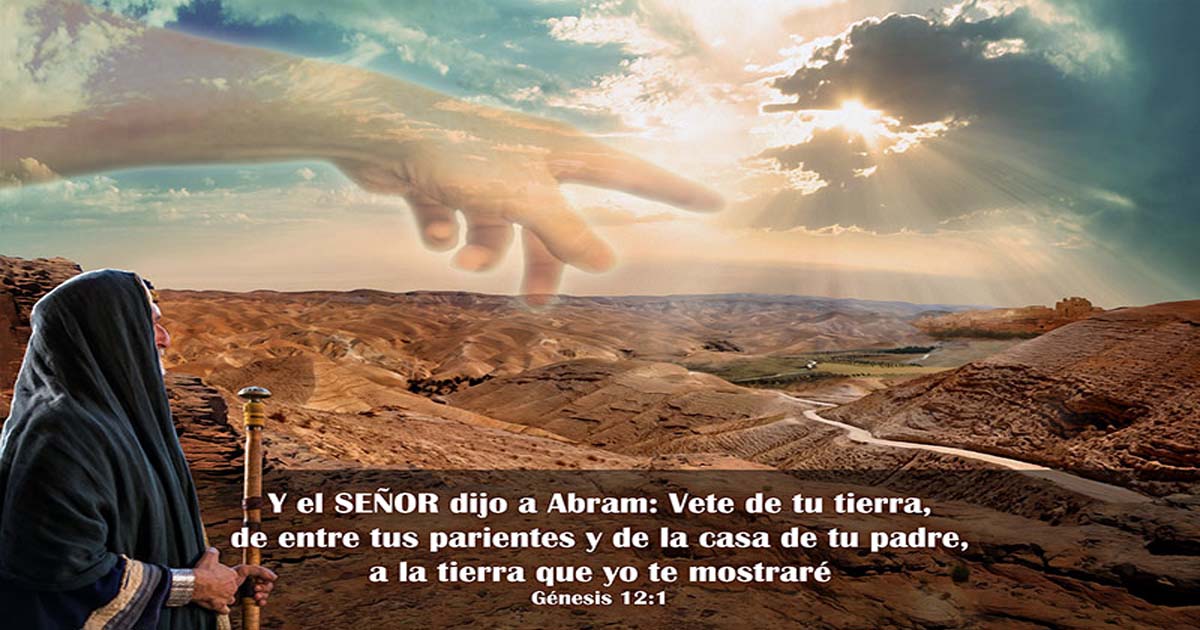 Y el SEÑOR dijo a Abram: Vete de tu tierra,
de entre tus parientes y de la casa de tu padre,
a la tierra que yo te mostraré
Génesis 12:1